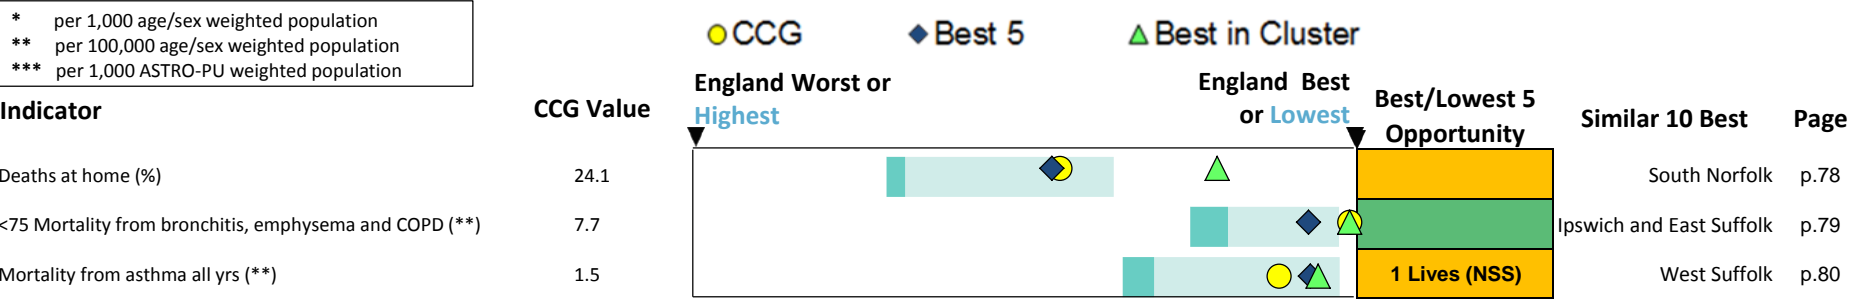 * per 1,000 age/sex weighted population
** per 100,000 age/sex weighted population
*** per 1,000 ASTRO-PU weighted population
CCG Best 5 Best in Cluster
Indicator CCG Value England Worst or Highest England Best or Lowest Best/Lowest 5 Opportunity Similar 10 Best Page
Deaths at home (%) 24.1 South Norfolk p.78
<75 Mortality from bronchitis, emphysema and COPD (**) 7.7 Ipswich and East Suffolk p.79
Mortality from asthma all yrs (**) 1.5 1 Lives (NSS) West Suffolk p.80